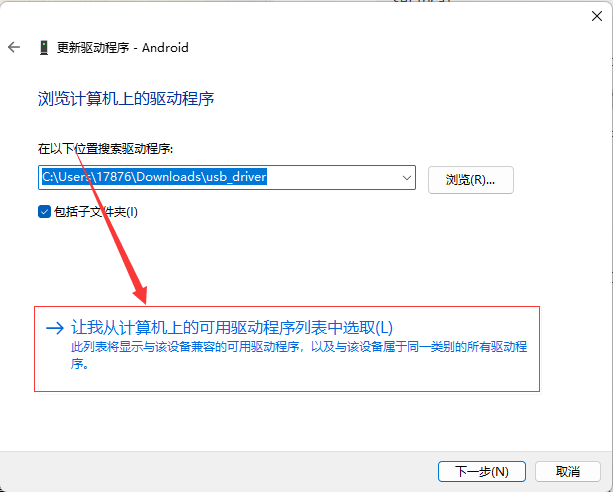 更新驱动程序 - Android
浏览计算机上的驱动程序
在以下位置搜索驱动程序:
C:\Users\17876\Downloads\usb_driver
浏览(R)...
包括子文件夹(I)
让我从计算机上的可用驱动程序列表中选取(L)
此列表将显示与该设备兼容的可用驱动程序，以及与该设备属于同一类别的所有驱动程
序。
下一步(N)
取消